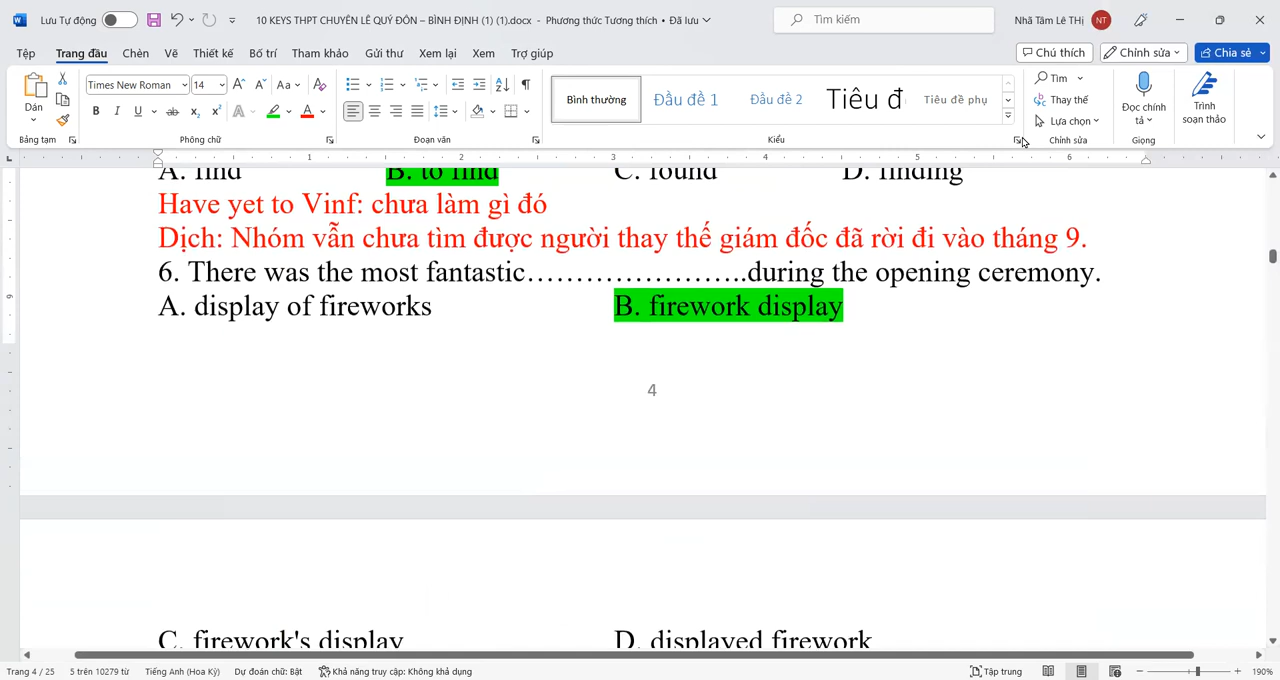 Lưu Tự động
10 KEYS THPT CHUYÊN LÊ QUÝ ĐÔN – BÌNH ĐỊNH (1) (1).docx - Phương thức Tương thích • Đã lưu
Tìm kiếm
Nhã Tâm Lê THị NT
Tệp Trang đầu Chèn Vẽ Thiết kế Bố trí Tham khảo Gửi thư Xem lại Xem Trợ giúp
Chú thích Chỉnh sửa Chia sẻ
Dán
Times New Roman 14
Bình thường Đầu đề 1 Đầu đề 2 Tiêu đ Tiêu đề phụ
Tìm
Thay thế
Lựa chọn
Đọc chính tả
Trình soạn thảo
Bảng tạm Phông chữ Đoạn văn Kiểu Chỉnh sửa Giọng
1 2 3 4 5 6
A. find B. to find C. found D. finding
Have yet to Vinf: chưa làm gì đó
Dịch: Nhóm vẫn chưa tìm được người thay thế giám đốc đã rời đi vào tháng 9.
6. There was the most fantastic…………………..during the opening ceremony.
A. display of fireworks B. firework display
4
C. firework's display D. displayed firework
Trang 4 / 25 5 trên 10279 từ Tiếng Anh (Hoa Kỳ) Dự đoán chữ: Bật Khả năng truy cập: Không khả dụng Tập trung 190%